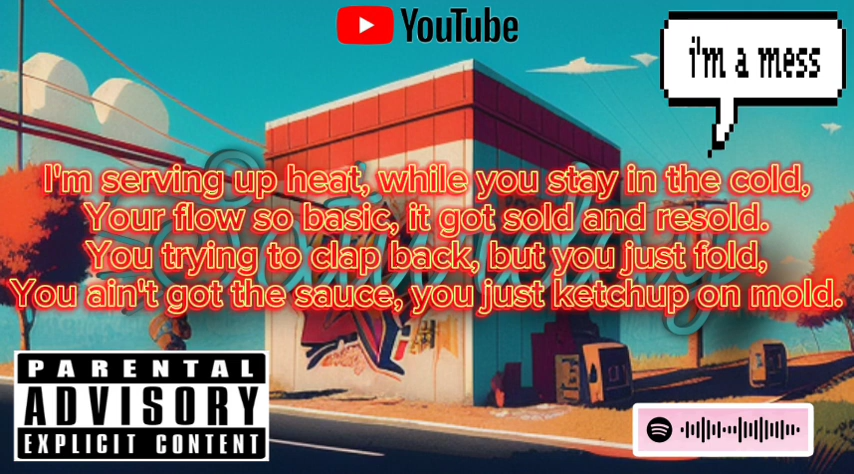 YouTube
i'm a mess
I'm serving up heat, while you stay in the cold,
Your flow so basic, it got sold and resold.
You trying to clap back, but you just fold,
You ain't got the sauce, you just ketchup on mold.
PARENTAL
ADVISORY
EXPLICIT CONTENT